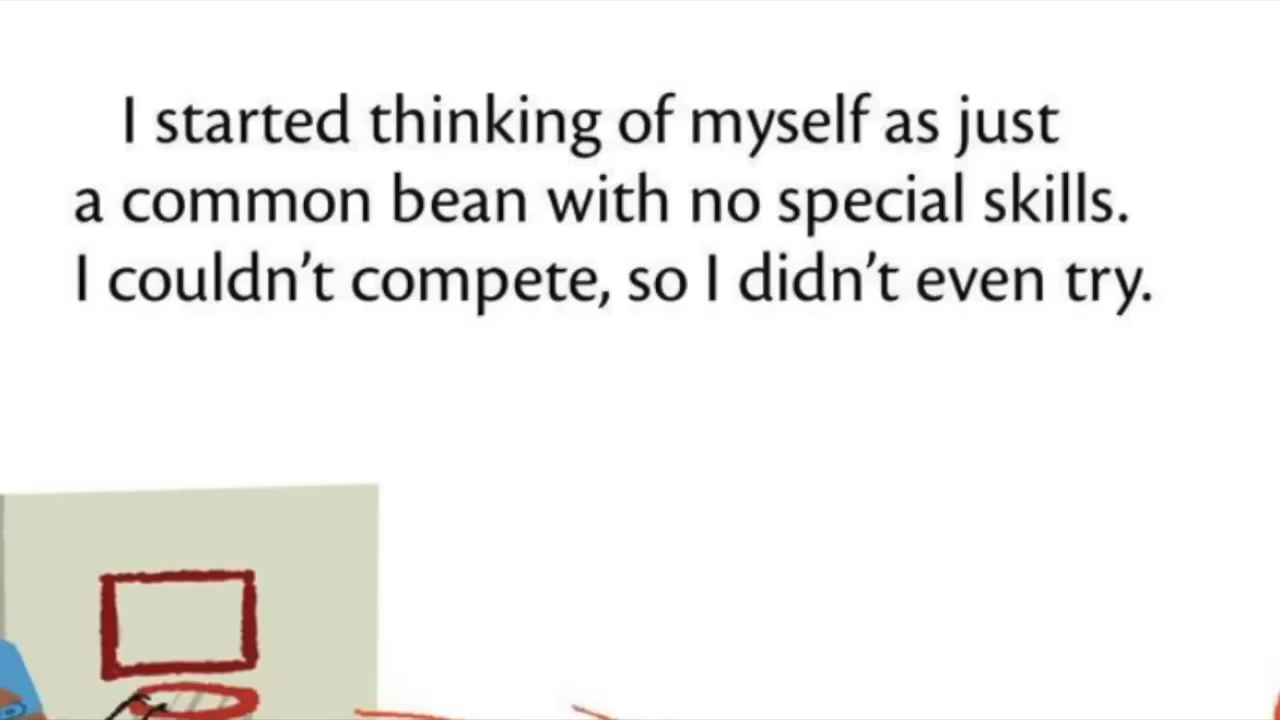 I started thinking of myself as just
a common bean with no special skills.
I couldn’t compete, so I didn’t even try.